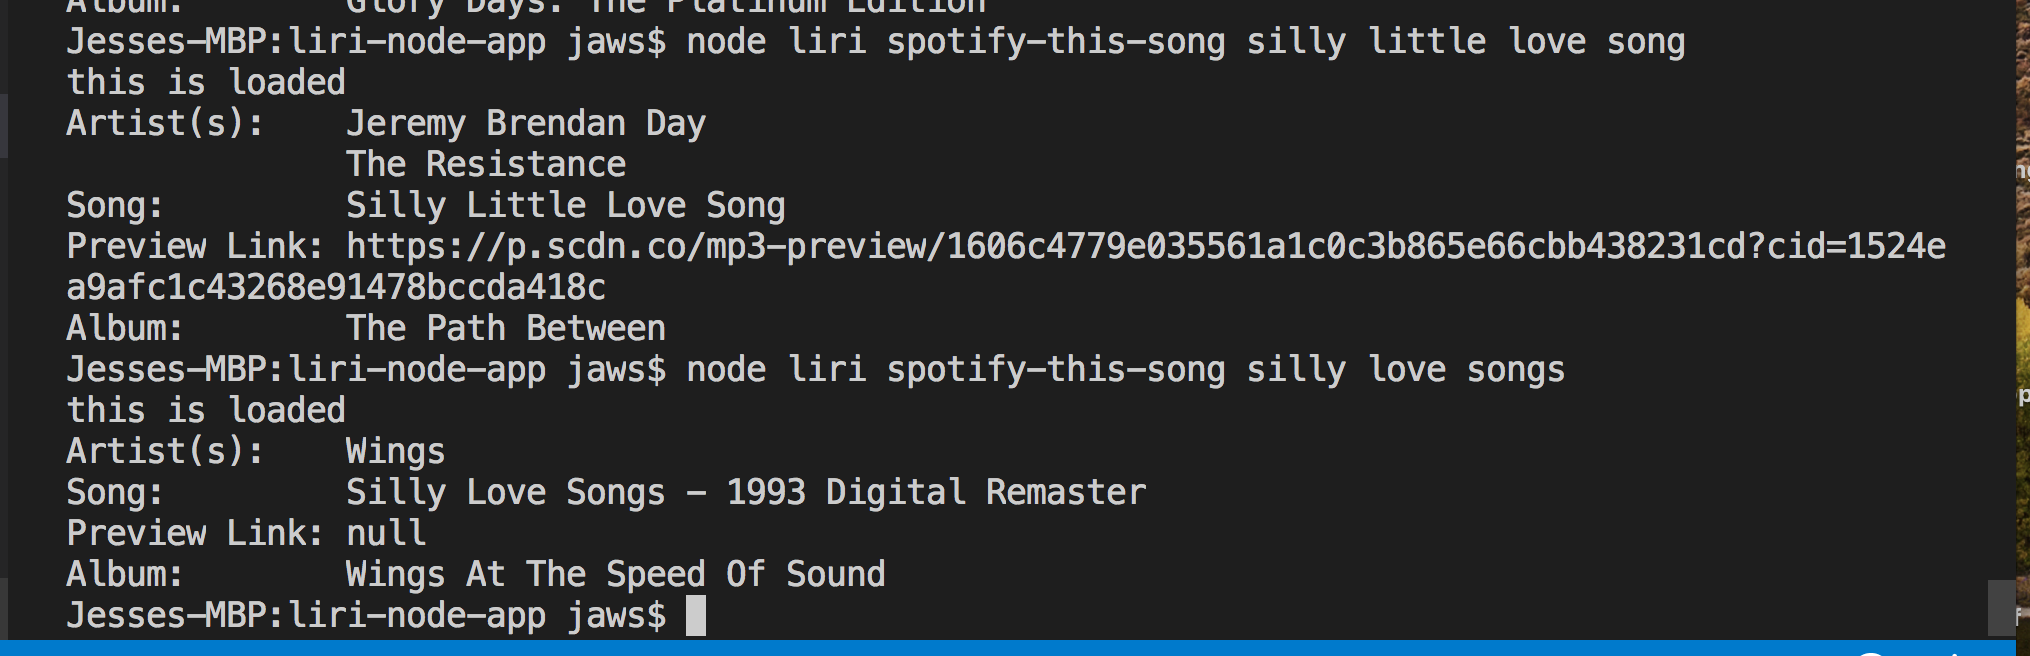 Album:        Glory Days: The Platinum Edition
Jesses-MBP:liri-node-app jaws$ node liri spotify-this-song silly little love song
this is loaded
Artist(s):    Jeremy Brendan Day
              The Resistance
Song:         Silly Little Love Song
Preview Link: https://p.scdn.co/mp3-preview/1606c4779e035561a1c0c3b865e66cbb438231cd?cid=1524e
a9afc1c43268e91478bccda418c
Album:        The Path Between
Jesses-MBP:liri-node-app jaws$ node liri spotify-this-song silly love songs
this is loaded
Artist(s):    Wings
Song:         Silly Love Songs - 1993 Digital Remaster
Preview Link: null
Album:        Wings At The Speed Of Sound
Jesses-MBP:liri-node-app jaws$